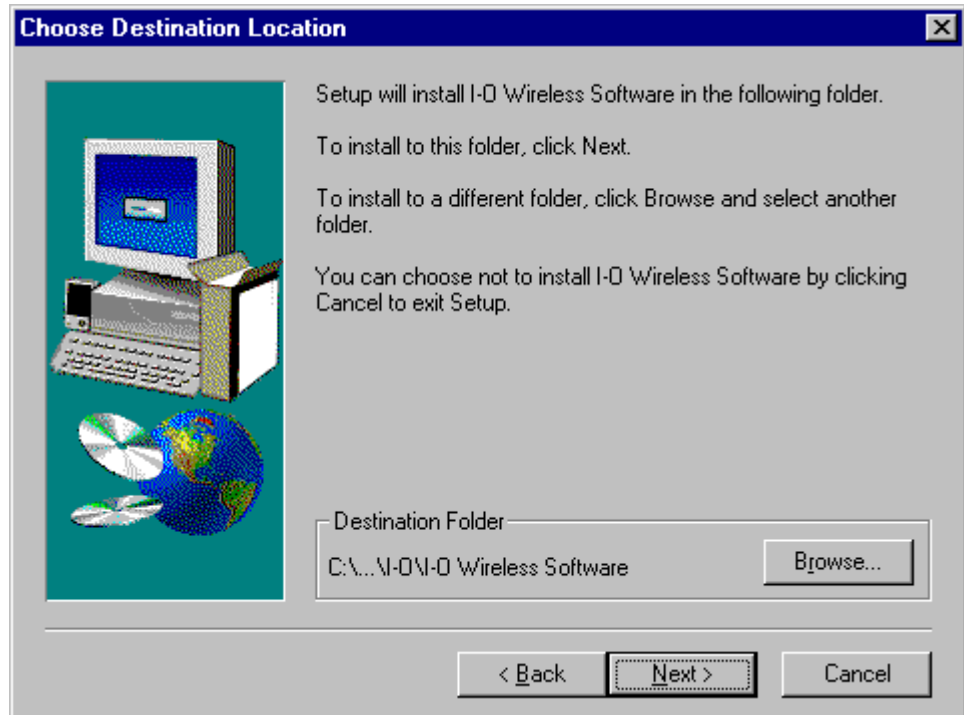 Choose Destination Location
Setup will install I-O Wireless Software in the following folder.
To install to this folder, click Next.
To install to a different folder, click Browse and select another
folder.
You can choose not to install I-O Wireless Software by clicking
Cancel to exit Setup.
Destination Folder
C:\...\I-O\I-O Wireless Software
Browse...
< Back
Next >
Cancel